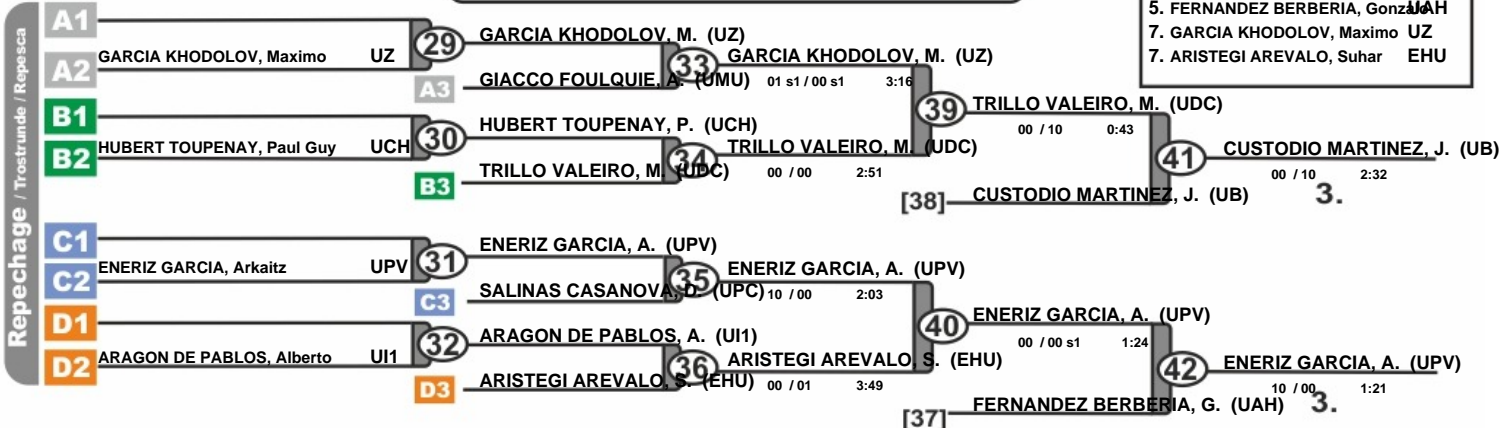 Repechage / Trostrunde / Repesca
5. FERNANDEZ BERBERIA, Gonzalo UAH
7. GARCIA KHODOLOV, Maximo UZ
7. ARISTEGI AREVALO, Suhar EHU
A1
GARCIA KHODOLOV, Maximo UZ
A2
29
GARCIA KHODOLOV, M. (UZ)
A3
GIACCO FOULQUIE, A. (UMU)
33
GARCIA KHODOLOV, M. (UZ)
01 s1 / 00 s1 3:16
B1
HUBERT TOUPENAY, Paul Guy UCH
B2
30
HUBERT TOUPENAY, P. (UCH)
B3
TRILLO VALEIRO, M. (UDC)
34
TRILLO VALEIRO, M. (UDC)
00 / 00 2:51
39
TRILLO VALEIRO, M. (UDC)
00 / 10 0:43
[38]
CUSTODIO MARTINEZ, J. (UB)
41
CUSTODIO MARTINEZ, J. (UB)
00 / 10 2:32
3.
C1
ENERIZ GARCIA, Arkaitz UPV
C2
31
ENERIZ GARCIA, A. (UPV)
C3
SALINAS CASANOVA, D. (UPC)
35
ENERIZ GARCIA, A. (UPV)
10 / 00 2:03
D1
ARAGON DE PABLOS, Alberto UI1
D2
32
ARAGON DE PABLOS, A. (UI1)
D3
ARISTEGI AREVALO, S. (EHU)
36
ARISTEGI AREVALO, S. (EHU)
00 / 01 3:49
40
ENERIZ GARCIA, A. (UPV)
00 / 00 s1 1:24
[37]
FERNANDEZ BERBERIA, G. (UAH)
42
ENERIZ GARCIA, A. (UPV)
10 / 00 1:21
3.